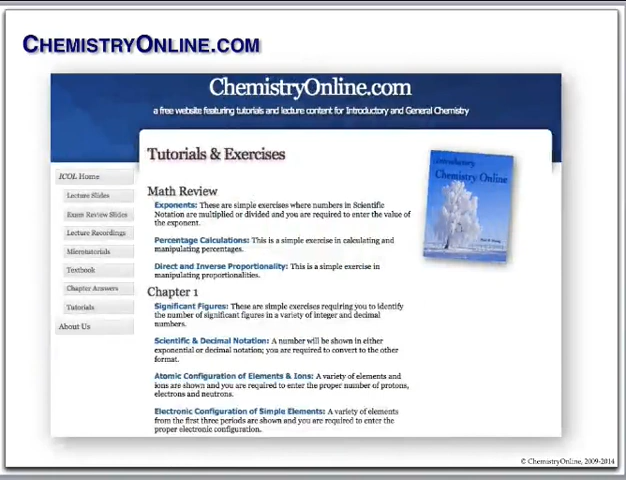 CHEMISTRYONLINE.COM
ChemistryOnline.com
a free website featuring tutorials and lecture content for Introductory and General Chemistry
Tutorials & Exercises
ICOL Home
Lecture Slides
Exam Review Slides
Lecture Recordings
Microtutorials
Textbook
Chapter Answers
Tutorials
About Us
Math Review
Exponents: These are simple exercises where numbers in Scientific
Notation are multiplied or divided and you are required to enter the value of
the exponent.
Percentage Calculations: This is a simple exercise in calculating and
manipulating percentages.
Direct and Inverse Proportionality: This is a simple exercise in
manipulating proportionalities.
Chapter 1
Significant Figures: These are simple exercises requiring you to identify
the number of significant figures in a variety of integer and decimal
numbers.
Scientific & Decimal Notation: A number will be shown in either
exponential or decimal notation; you are required to convert to the other
format.
Atomic Configuration of Elements & Ions: A variety of elements and
ions are shown and you are required to enter the proper number of protons,
electrons and neutrons.
Electronic Configuration of Simple Elements: A variety of elements
from the first three periods are shown and you are required to enter the
proper electronic configuration.
introductory
Chemistry Online
© ChemistryOnline, 2009-2014